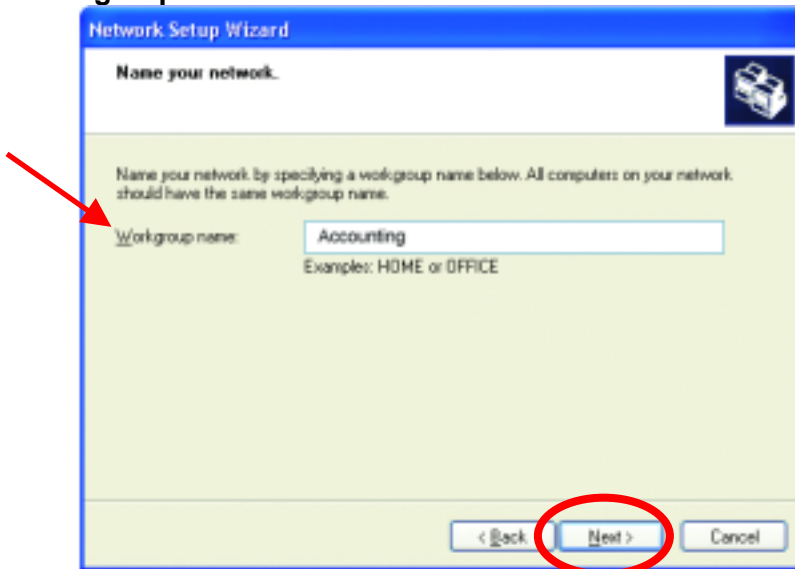 Network Setup Wizard
Name your network.
Name your network by specifying a workgroup name below. All computers on your network
should have the same workgroup name.
Workgroup name: Accounting
Examples: HOME or OFFICE
< Back Next > Cancel